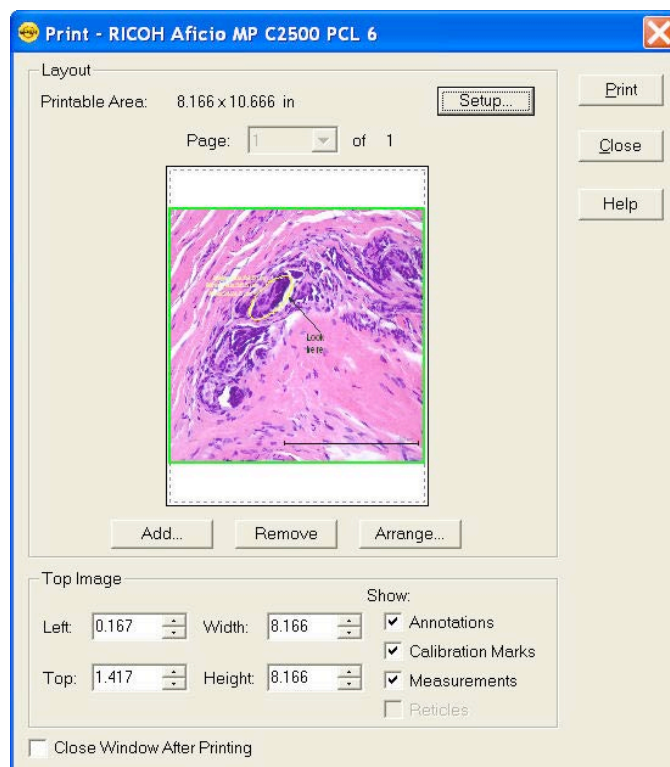 Print - RICOH Aficio MP C2500 PCL 6
Layout
Printable Area: 8.166 x 10.666 in
Setup...
Print
Page: 1 of 1
Close
Help
Look
here
Add... Remove Arrange...
Top Image
Show:
Left: 0.167 Width: 8.166 Annotations
Calibration Marks
Top: 1.417 Height: 8.166 Measurements
Reticles
Close Window After Printing